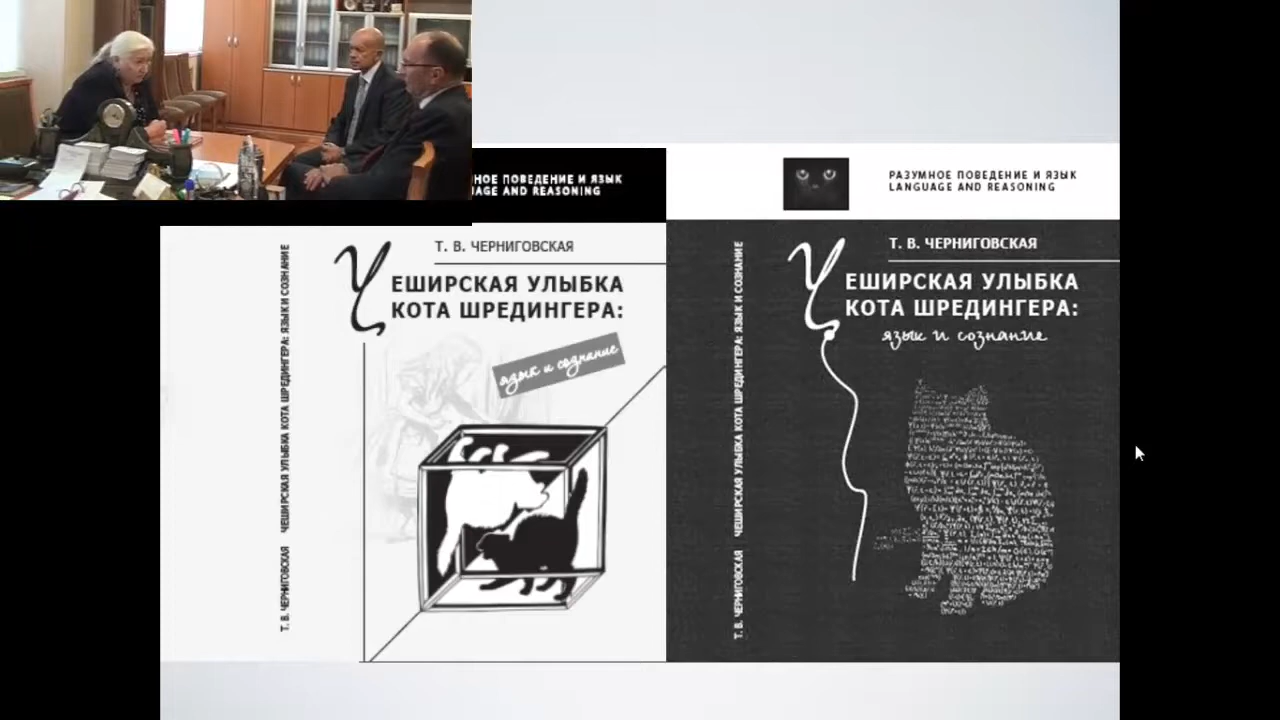 НОЕ ПОВЕДЕНИЕ И ЯЗЫК
AGE AND REASONING
Т. В. ЧЕРНИГОВСКАЯ
ЧЕШИРСКАЯ УЛЫБКА
КОТА ШРЕДИНГЕРА:
язык и сознание
Т. В. ЧЕРНИГОВСКАЯ ЧЕШИРСКАЯ УЛЫБКА КОТА ШРЕДИНГЕРА: ЯЗЫК И СОЗНАНИЕ
РАЗУМНОЕ ПОВЕДЕНИЕ И ЯЗЫК
LANGUAGE AND REASONING
Т. В. ЧЕРНИГОВСКАЯ
ЧЕШИРСКАЯ УЛЫБКА
КОТА ШРЕДИНГЕРА:
язык и сознание
Т. В. ЧЕРНИГОВСКАЯ ЧЕШИРСКАЯ УЛЫБКА КОТА ШРЕДИНГЕРА: ЯЗЫК И СОЗНАНИЕ